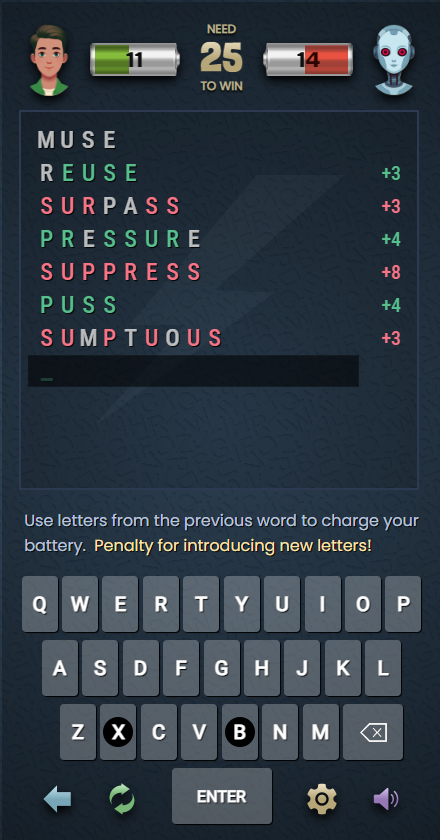 NEED
11 25 14
TO WIN
MUSE
REUSE +3
SURPASS +3
PRESSURE +4
SUPPRESS +8
PUSS +4
SUMPTUOUS +3
_
Use letters from the previous word to charge your
battery. Penalty for introducing new letters!
Q W E R T Y U I O P
A S D F G H J K L
Z X C V B N M
ENTER